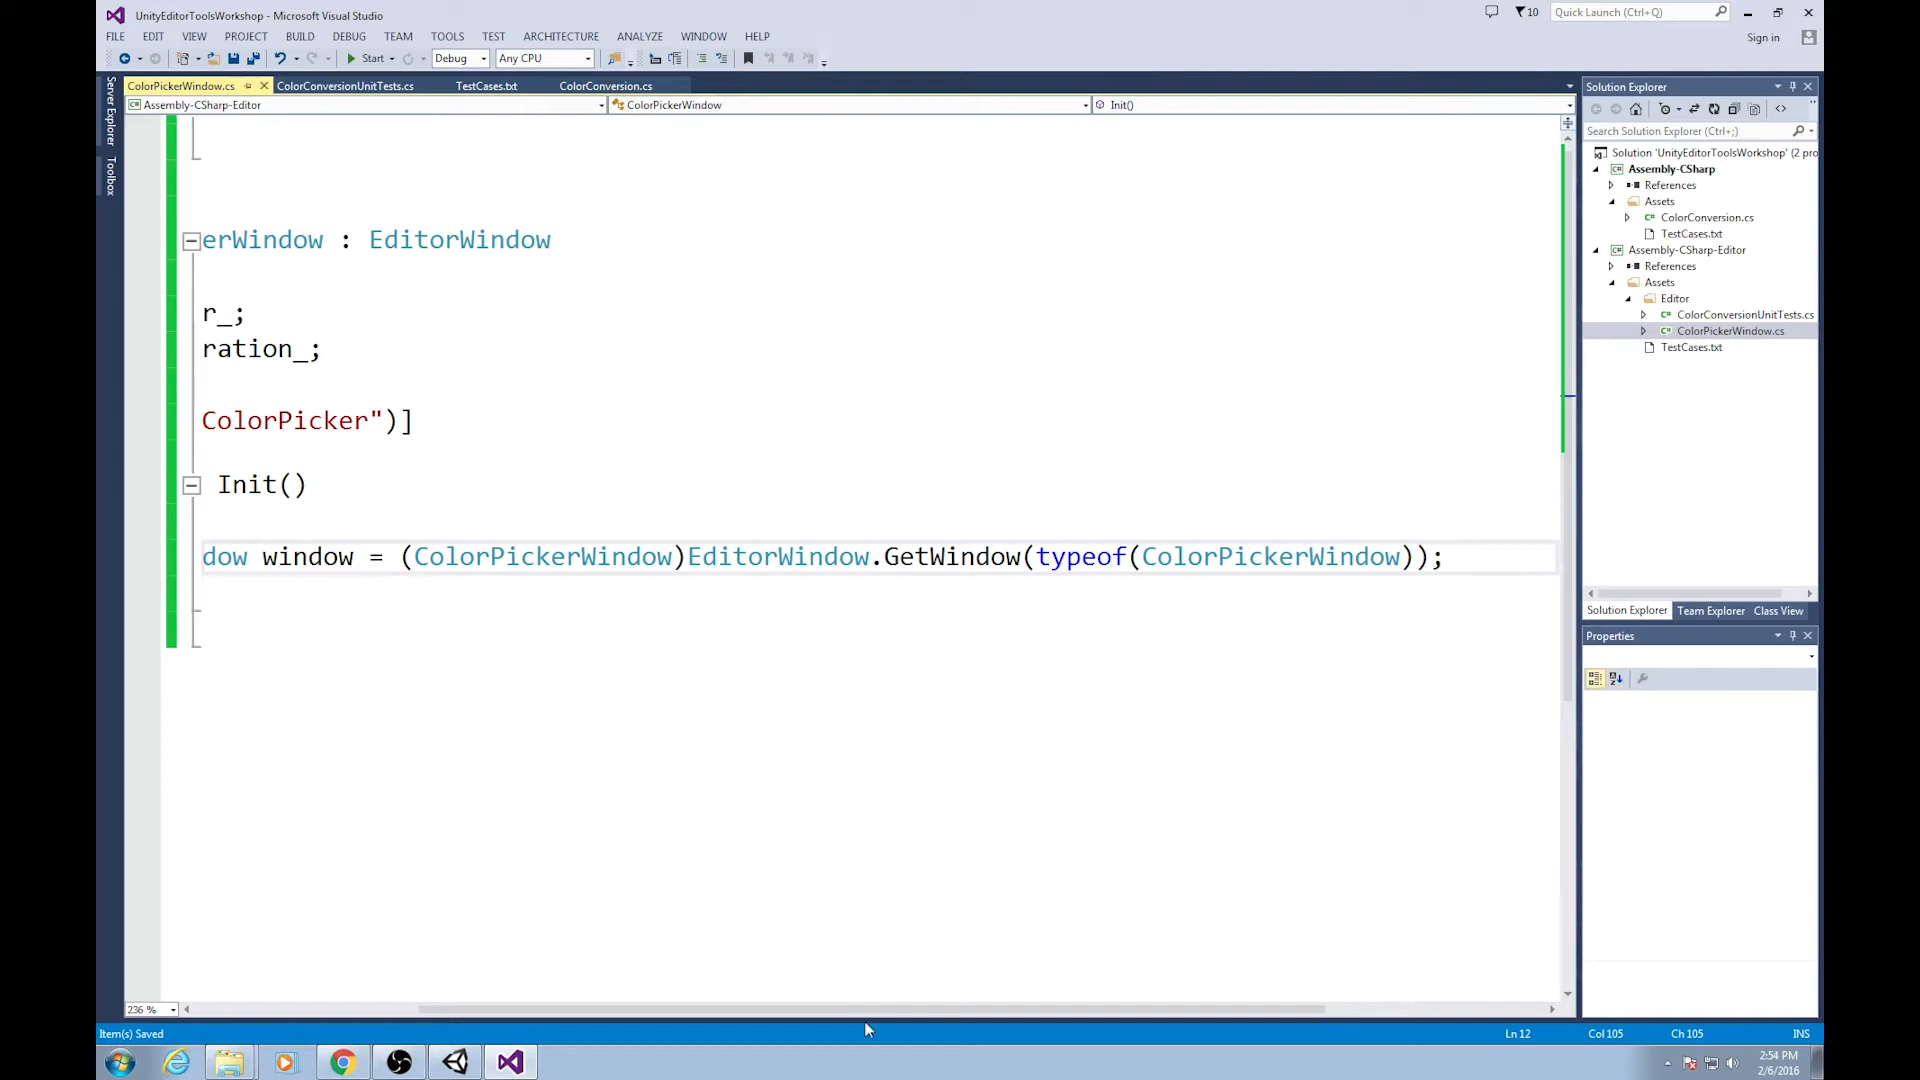 UnityEditorToolsWorkshop - Microsoft Visual Studio
10
Quick Launch (Ctrl+Q)
FILE EDIT VIEW PROJECT BUILD DEBUG TEAM TOOLS TEST ARCHITECTURE ANALYZE WINDOW HELP
Sign in
Start Debug Any CPU
Server Explorer
Toolbox
ColorPickerWindow.cs ColorConversionUnitTests.cs TestCases.txt ColorConversion.cs
Assembly-CSharp-Editor ColorPickerWindow Init()
erWindow : EditorWindow
r_;
ration_;
ColorPicker")]
Init()
dow window = (ColorPickerWindow)EditorWindow.GetWindow(typeof(ColorPickerWindow));
236 %
Solution Explorer
Search Solution Explorer (Ctrl+;)
Solution 'UnityEditorToolsWorkshop' (2 pro
Assembly-CSharp
References
Assets
ColorConversion.cs
TestCases.txt
Assembly-CSharp-Editor
References
Assets
Editor
ColorConversionUnitTests.cs
ColorPickerWindow.cs
TestCases.txt
Solution Explorer Team Explorer Class View
Properties
Item(s) Saved
Ln 12 Col 105 Ch 105 INS
2:54 PM
2/6/2016